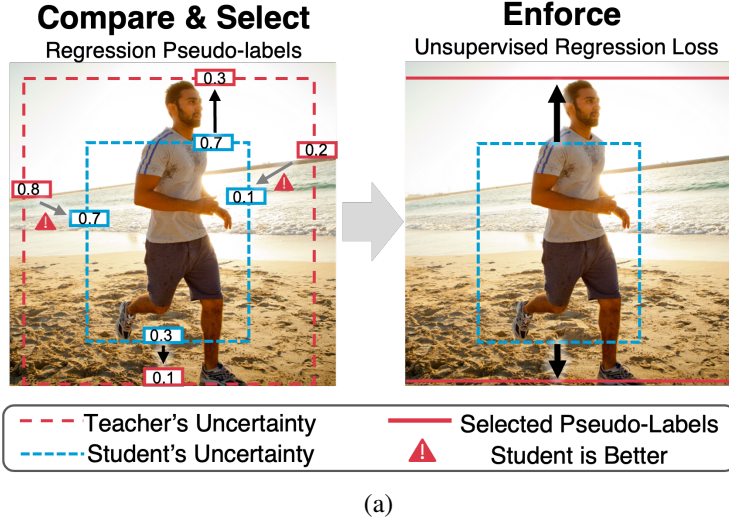 Compare & Select
Regression Pseudo-labels
Enforce
Unsupervised Regression Loss
0.3
0.7
0.2
0.8
0.1
0.7
0.3
0.1
Teacher's Uncertainty
Selected Pseudo-Labels
Student's Uncertainty
Student is Better
(a)